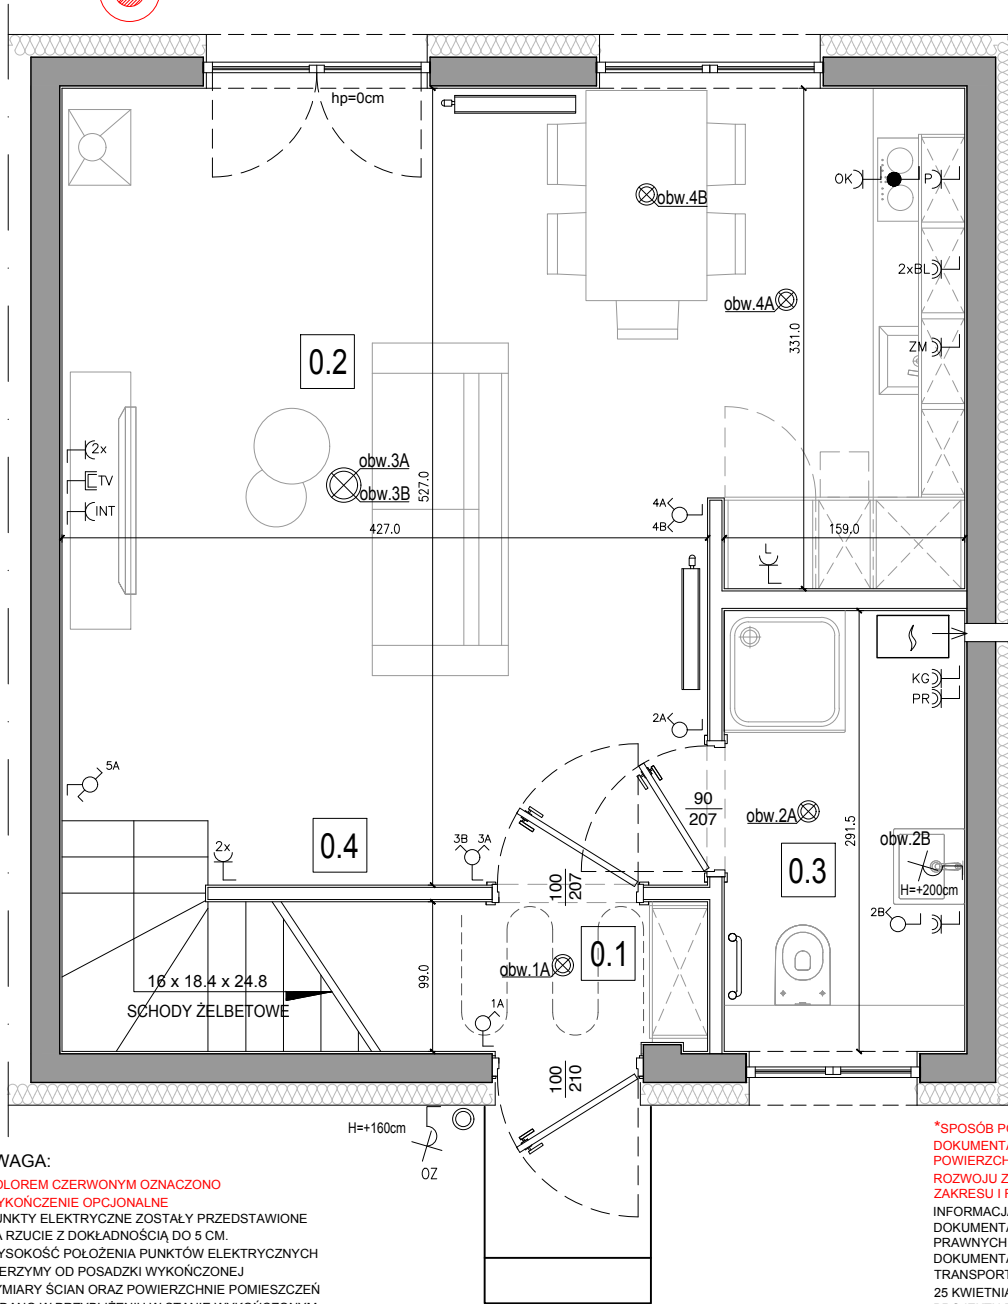 hp=0cm
OK
P
obw.4B
2xBL
obw.4A
331.0
ZM
0.2
2x
TV
INT
obw.3A
obw.3B
527.0
4A
4B
427.0
159.0
L
KG
PR
2A
5A
90
207
obw.2A
291.5
obw.2B
0.4
2x
3B 3A
0.3
H=+200cm
100
207
2B
0.1
obw.1A
99.0
16 x 18.4 x 24.8
SCHODY ŻELBETOWE
1A
100
210
H=+160cm
OZ
WAGA:
OLOREM CZERWONYM OZNACZONO
YKOŃCZENIE OPCJONALNE
UNKTY ELEKTRYCZNE ZOSTAŁY PRZEDSTAWIONE
A RZUCIE Z DOKŁADNOŚCIĄ DO 5 CM.
YSOKOŚĆ POŁOŻENIA PUNKTÓW ELEKTRYCZNYCH
IERZYMY OD POSADZKI WYKOŃCZONEJ
YMIARY ŚCIAN ORAZ POWIERZCHNIE POMIESZCZEŃ
*SPOSÓB PO
DOKUMENTA
POWIERZCH
ROZWOJU Z
ZAKRESU I F
INFORMACJA
DOKUMENTA
PRAWNYCH
DOKUMENTA
TRANSPORT
25 KWIETNIA